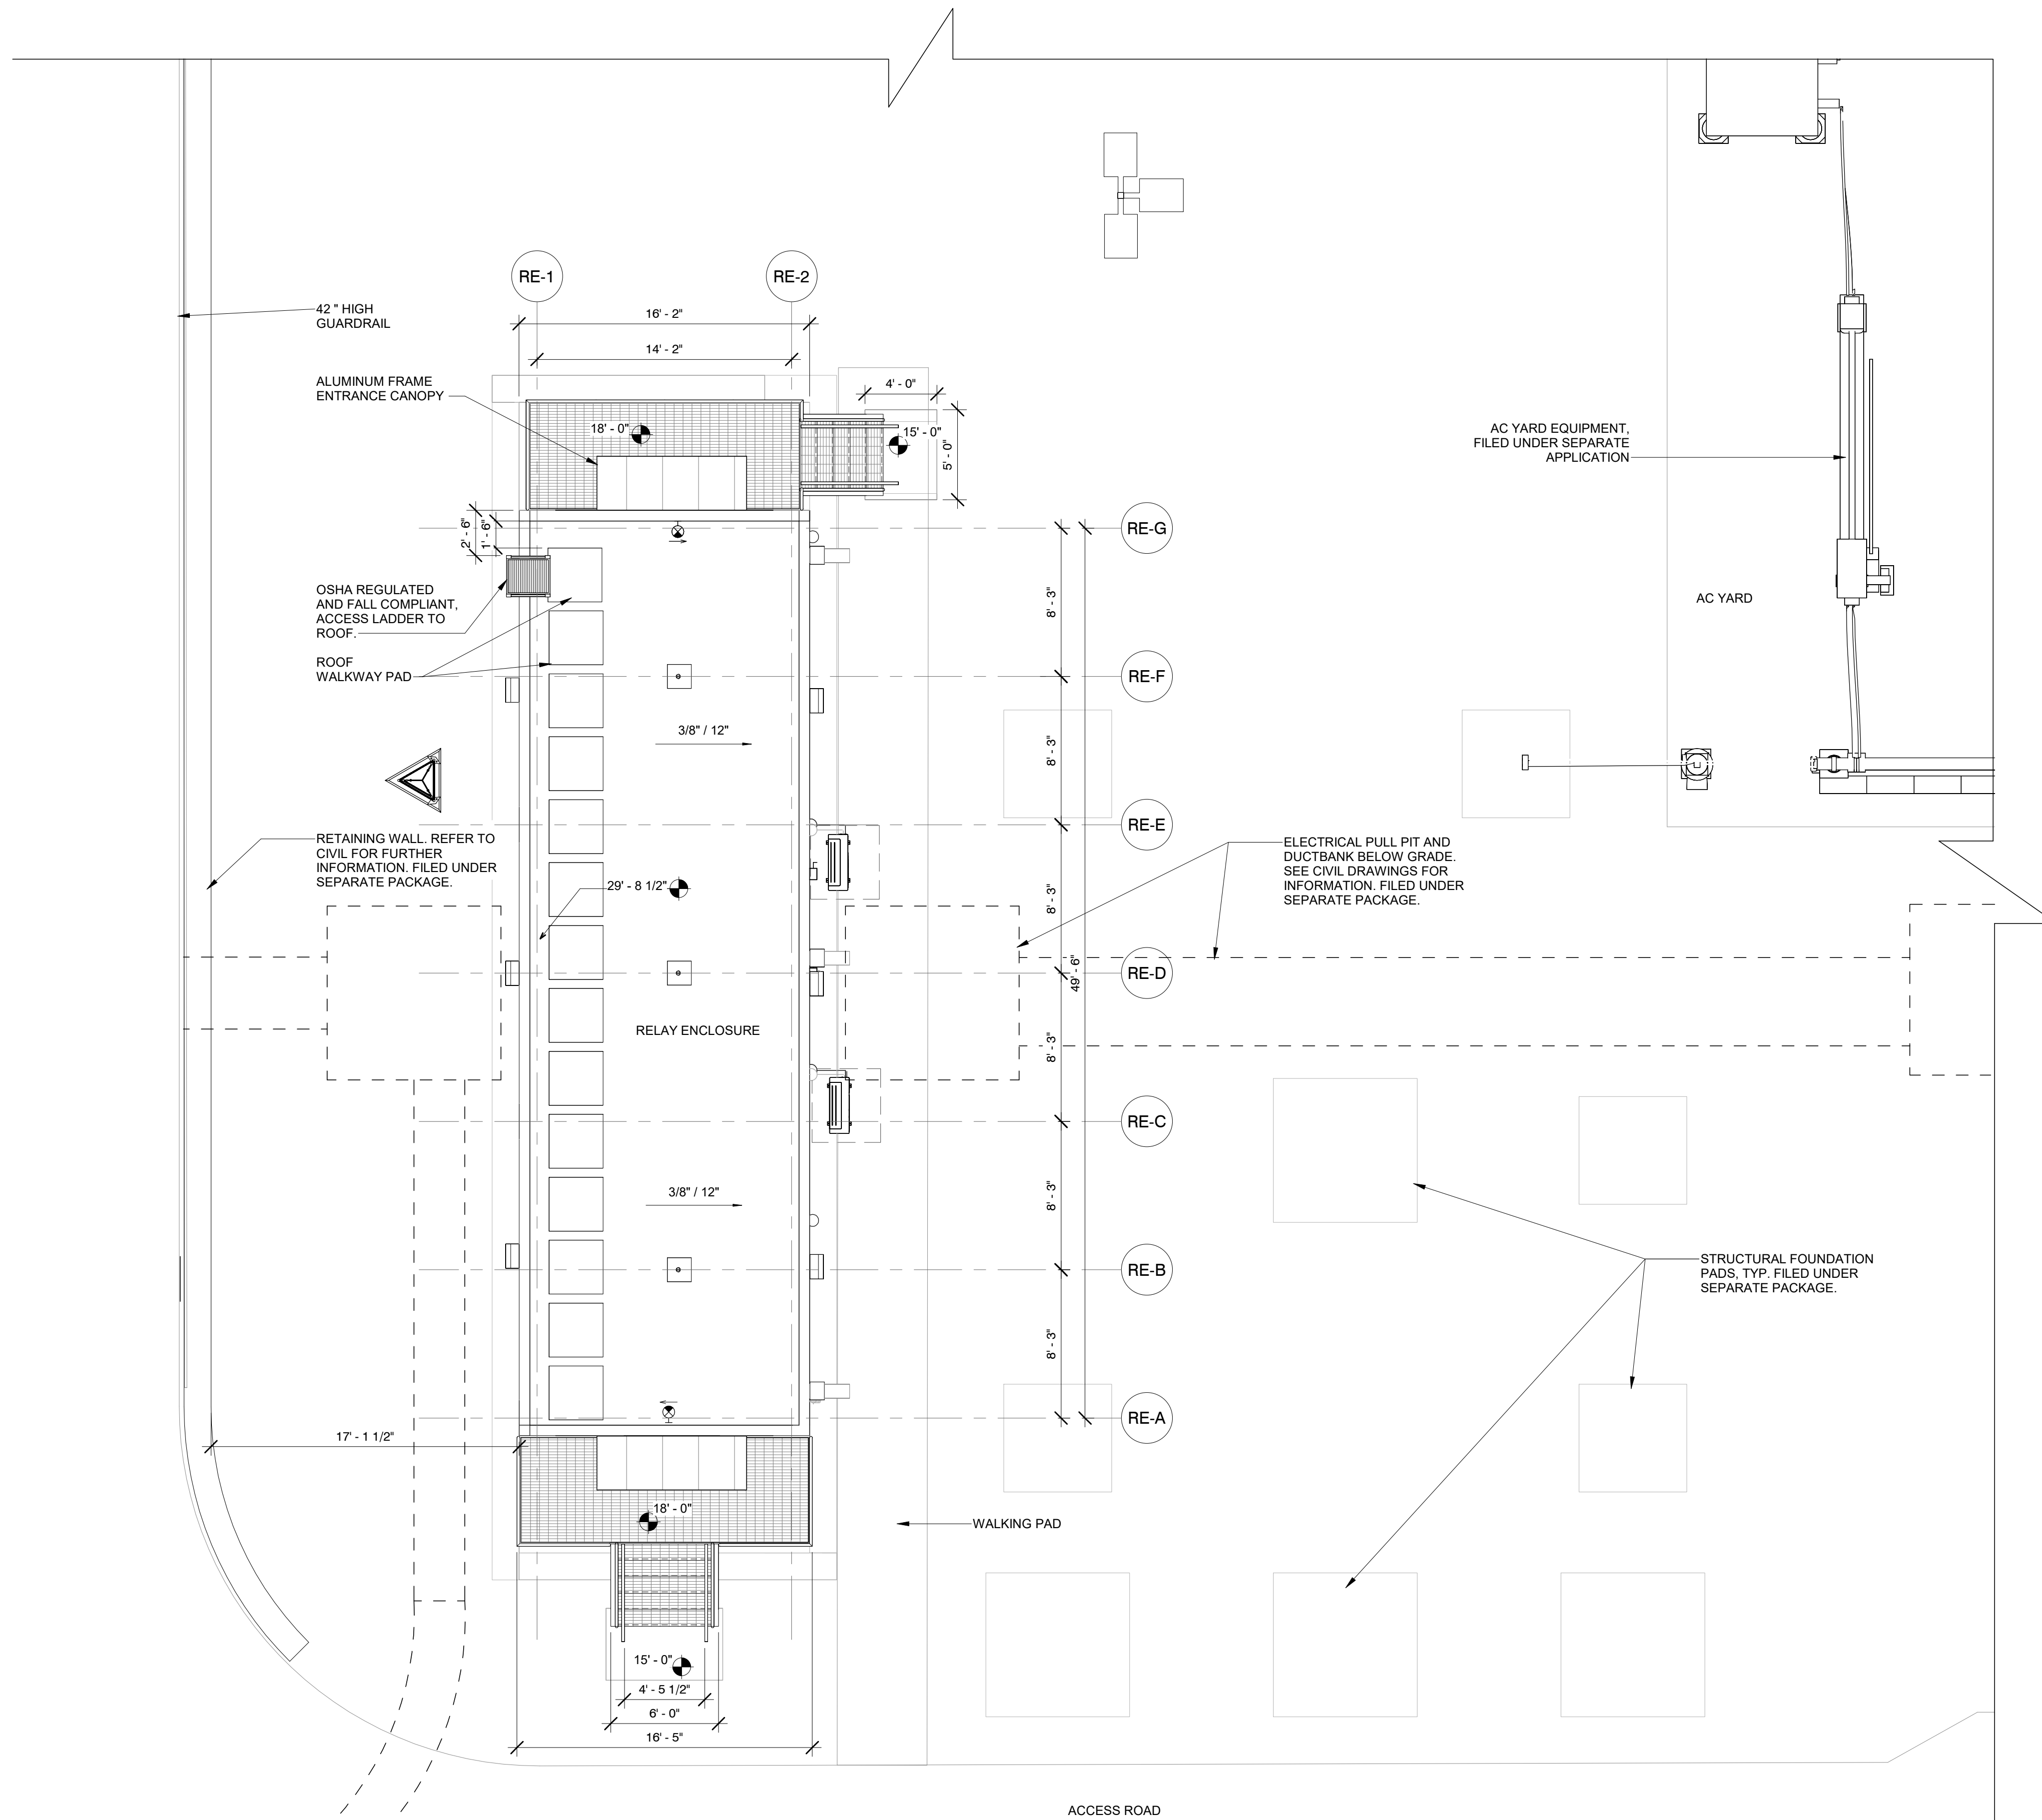 RE-1
RE-2
42 " HIGH
GUARDRAIL
16' - 2"
14' - 2"
ALUMINUM FRAME
ENTRANCE CANOPY
4' - 0"
18' - 0"
15' - 0"
5' - 0"
AC YARD EQUIPMENT,
FILED UNDER SEPARATE
APPLICATION
2' - 6"
1' - 6"
RE-G
OSHA REGULATED
AND FALL COMPLIANT,
ACCESS LADDER TO
ROOF.
8' - 3"
AC YARD
ROOF
WALKWAY PAD
RE-F
3/8" / 12"
8' - 3"
RE-E
RETAINING WALL. REFER TO
CIVIL FOR FURTHER
INFORMATION. FILED UNDER
SEPARATE PACKAGE.
ELECTRICAL PULL PIT AND
DUCTBANK BELOW GRADE.
SEE CIVIL DRAWINGS FOR
INFORMATION. FILED UNDER
SEPARATE PACKAGE.
29' - 8 1/2"
8' - 3"
RE-D
49' - 6"
RELAY ENCLOSURE
8' - 3"
RE-C
3/8" / 12"
8' - 3"
RE-B
STRUCTURAL FOUNDATION
PADS, TYP. FILED UNDER
SEPARATE PACKAGE.
8' - 3"
RE-A
17' - 1 1/2"
18' - 0"
WALKING PAD
15' - 0"
4' - 5 1/2"
6' - 0"
16' - 5"
ACCESS ROAD